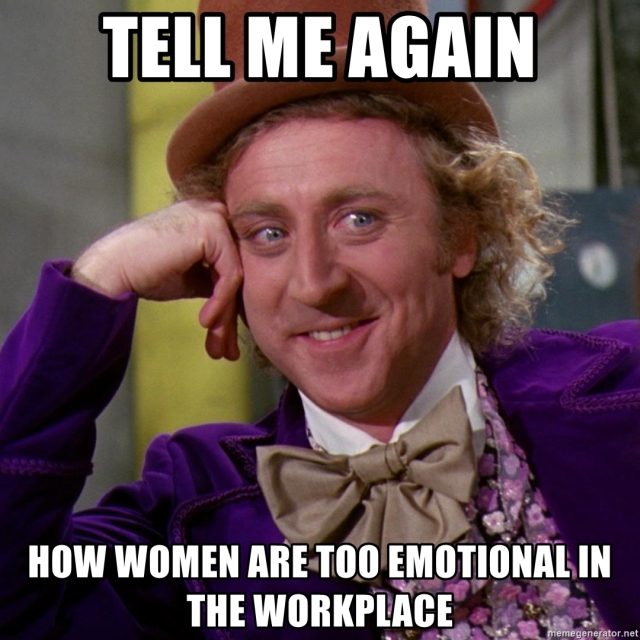 TELL ME AGAIN
HOW WOMEN ARE TOO EMOTIONAL IN
THE WORKPLACE
memegenerator.net